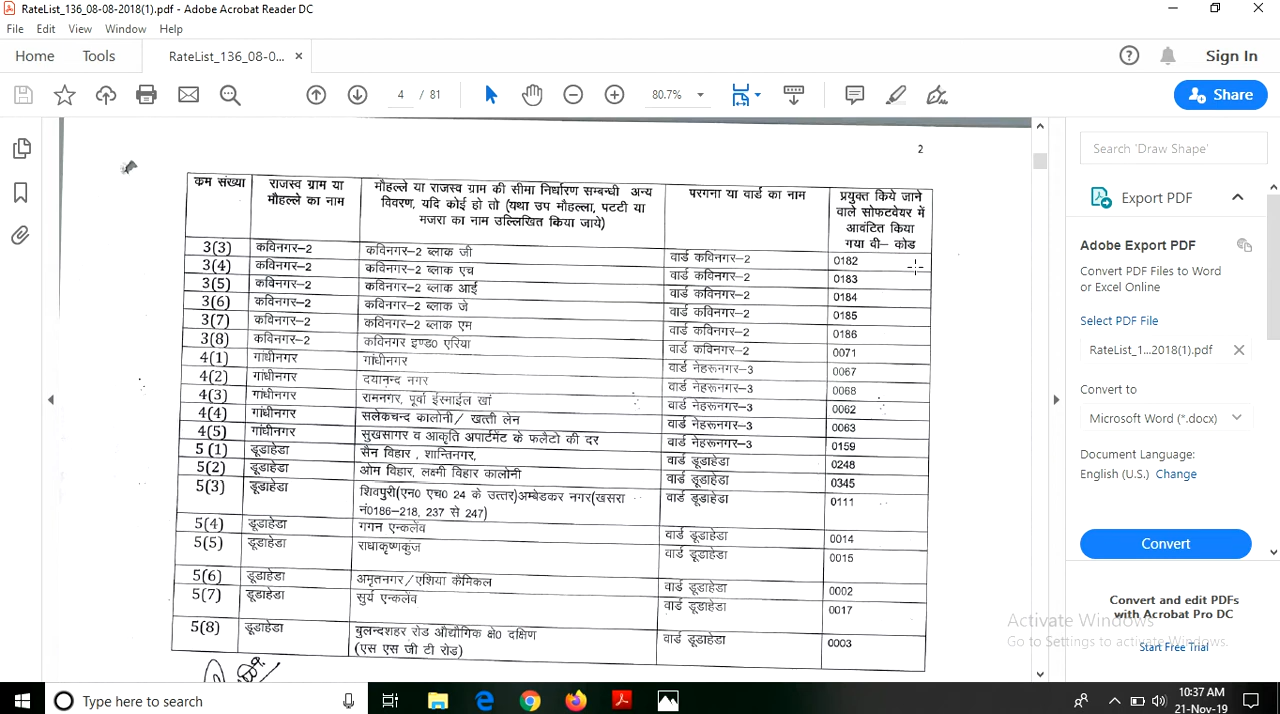 RateList_136_08-08-2018(1).pdf - Adobe Acrobat Reader DC
File Edit View Window Help
Home Tools RateList_136_08-0... × Sign In
4 / 81 80.7% Share
2
कम संख्या राजस्व ग्राम या मौहल्ले का नाम मौहल्ले या राजस्व ग्राम की सीमा निर्धारण सम्बन्धी अन्य विवरण, यदि कोई हो तो (यथा उप मौहल्ला, पटटी या मजरा का नाम उल्लिखित किया जाये) परगना या वार्ड का नाम प्रयुक्त किये जाने वाले सोफटवेयर में आवंटित किया गया वी– कोड
3(3) कविनगर–2 कविनगर–2 ब्लाक जी वार्ड कविनगर–2 0182
3(4) कविनगर–2 कविनगर–2 ब्लाक एच वार्ड कविनगर–2 0183
3(5) कविनगर–2 कविनगर–2 ब्लाक आई वार्ड कविनगर–2 0184
3(6) कविनगर–2 कविनगर–2 ब्लाक जे वार्ड कविनगर–2 0185
3(7) कविनगर–2 कविनगर–2 ब्लाक एम वार्ड कविनगर–2 0186
3(8) कविनगर–2 कविनगर इण्ड0 एरिया वार्ड कविनगर–2 0071
4(1) गांधीनगर गांधीनगर वार्ड नेहरूनगर–3 0067
4(2) गांधीनगर दयानन्द नगर वार्ड नेहरूनगर–3 0068
4(3) गांधीनगर रामनगर, पूर्वा ईस्माईल खां वार्ड नेहरूनगर–3 0062
4(4) गांधीनगर सलेकचन्द कालोनी/ खत्ती लेन वार्ड नेहरूनगर–3 0063
4(5) गांधीनगर सुखसागर व आकृति अपार्टमेंट के फलैटो की दर वार्ड नेहरूनगर–3 0159
5 (1) डूडाहेडा सैन विहार , शान्तिनगर, वार्ड डूडाहेडा 0248
5(2) डूडाहेडा ओम विहार, लक्ष्मी विहार कालोनी वार्ड डूडाहेडा 0345
5(3) डूडाहेडा शिवपुरी(एन0 एच0 24 के उत्तर)अम्बेडकर नगर(खसरा नं0186–218, 237 से 247) वार्ड डूडाहेडा 0111
5(4) डूडाहेडा गगन एन्कलेंव वार्ड डूडाहेडा 0014
5(5) डूडाहेडा राधाकृष्णकुंज वार्ड डूडाहेडा 0015
5(6) डूडाहेडा अमृतनगर/एशिया कैमिकल वार्ड डूडाहेडा 0002
5(7) डूडाहेडा सुर्य एन्कलेंव वार्ड डूडाहेडा 0017
5(8) डूडाहेडा बुलन्दशहर रोड औद्यौगिक क्षे0 दक्षिण (एस एस जी टी रोड) वार्ड डूडाहेडा 0003
Search 'Draw Shape'
Export PDF
Adobe Export PDF
Convert PDF Files to Word
or Excel Online
Select PDF File
RateList_1...2018(1).pdf ×
Convert to
Microsoft Word (*.docx)
Document Language:
English (U.S.) Change
Convert
Convert and edit PDFs
with Acrobat Pro DC
Start Free Trial
Activate Windows
Go to Settings to activate Windows.
Type here to search
10:37 AM
21-Nov-19